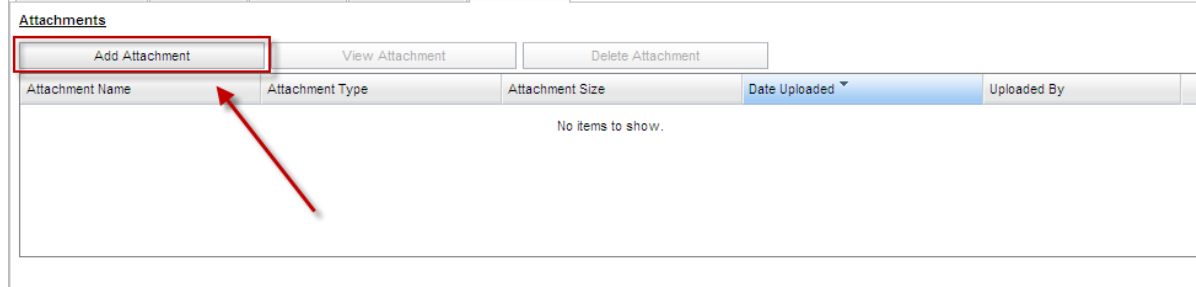 Attachments
Add Attachment View Attachment Delete Attachment
Attachment Name Attachment Type Attachment Size Date Uploaded Uploaded By
No items to show.